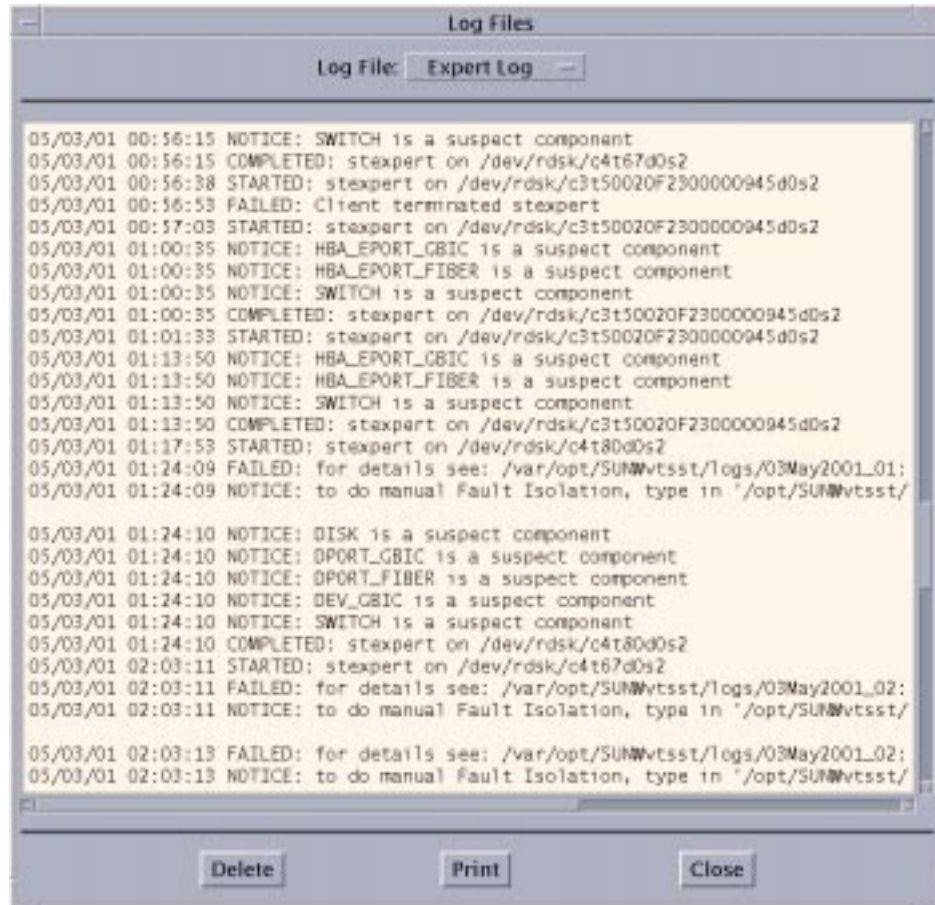 Log Files
Log File: Expert Log
05/03/01 00:56:15 NOTICE: SWITCH is a suspect component
05/03/01 00:56:15 COMPLETED: stexpert on /dev/rdsk/c4t67d0s2
05/03/01 00:56:38 STARTED: stexpert on /dev/rdsk/c3t50020F2300000945d0s2
05/03/01 00:56:53 FAILED: Client terminated stexpert
05/03/01 00:57:03 STARTED: stexpert on /dev/rdsk/c3t50020F2300000945d0s2
05/03/01 01:00:35 NOTICE: HBA_EPORT_GBIC is a suspect component
05/03/01 01:00:35 NOTICE: HBA_EPORT_FIBER is a suspect component
05/03/01 01:00:35 NOTICE: SWITCH is a suspect component
05/03/01 01:00:35 COMPLETED: stexpert on /dev/rdsk/c3t50020F2300000945d0s2
05/03/01 01:01:33 STARTED: stexpert on /dev/rdsk/c3t50020F2300000945d0s2
05/03/01 01:13:50 NOTICE: HBA_EPORT_GBIC is a suspect component
05/03/01 01:13:50 NOTICE: HBA_EPORT_FIBER is a suspect component
05/03/01 01:13:50 NOTICE: SWITCH is a suspect component
05/03/01 01:13:50 COMPLETED: stexpert on /dev/rdsk/c3t50020F2300000945d0s2
05/03/01 01:17:53 STARTED: stexpert on /dev/rdsk/c4t80d0s2
05/03/01 01:24:09 FAILED: for details see: /var/opt/SUNWvtsst/logs/03May2001_01:
05/03/01 01:24:09 NOTICE: to do manual Fault Isolation, type in '/opt/SUNWvtsst/
05/03/01 01:24:10 NOTICE: DISK is a suspect component
05/03/01 01:24:10 NOTICE: DPORT_GBIC is a suspect component
05/03/01 01:24:10 NOTICE: DPORT_FIBER is a suspect component
05/03/01 01:24:10 NOTICE: DEV_GBIC is a suspect component
05/03/01 01:24:10 NOTICE: SWITCH is a suspect component
05/03/01 01:24:10 COMPLETED: stexpert on /dev/rdsk/c4t80d0s2
05/03/01 02:03:11 STARTED: stexpert on /dev/rdsk/c4t67d0s2
05/03/01 02:03:11 FAILED: for details see: /var/opt/SUNWvtsst/logs/03May2001_02:
05/03/01 02:03:11 NOTICE: to do manual Fault Isolation, type in '/opt/SUNWvtsst/
05/03/01 02:03:13 FAILED: for details see: /var/opt/SUNWvtsst/logs/03May2001_02:
05/03/01 02:03:13 NOTICE: to do manual Fault Isolation, type in '/opt/SUNWvtsst/
Delete Print Close